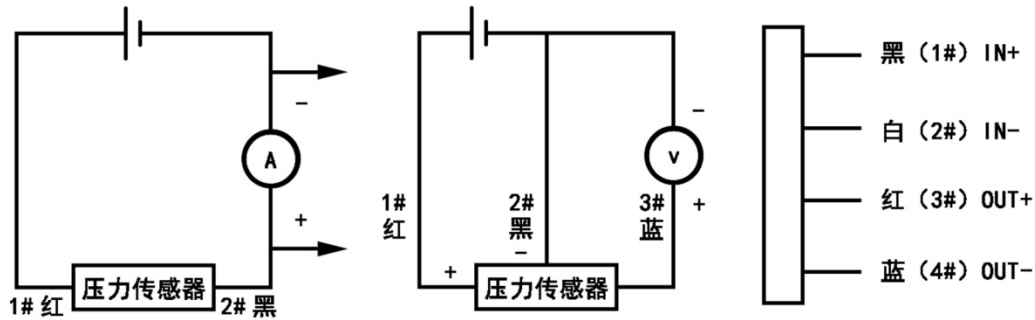 −
A
+
1# 红
压力传感器
2# 黑
1#
红
2#
黑
3#
蓝
−
V
+
+
−
压力传感器
黑（1#）IN+
白（2#）IN-
红（3#）OUT+
蓝（4#）OUT-